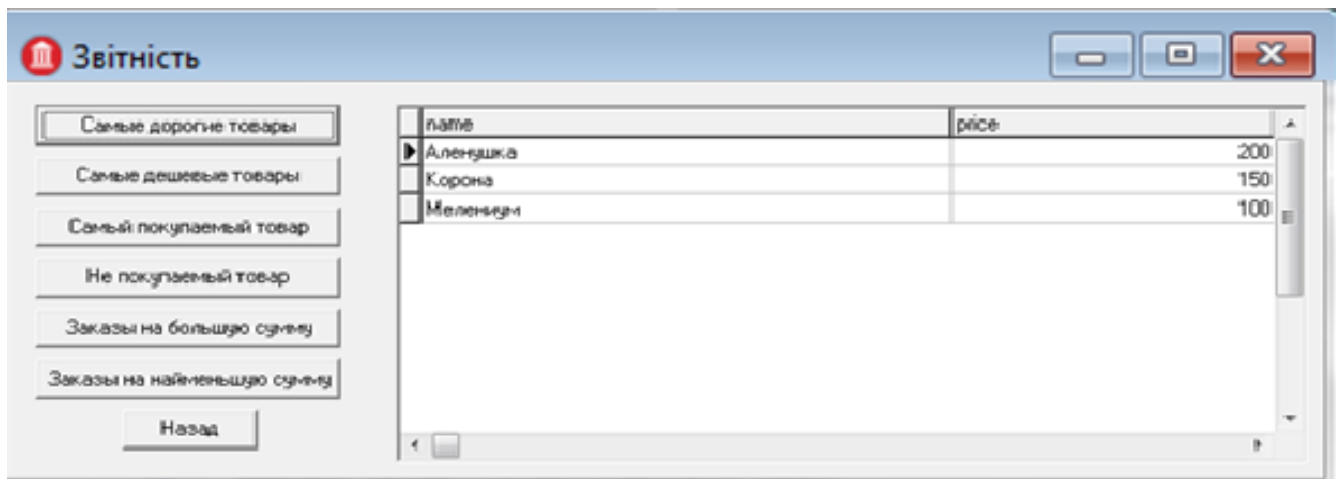 Звітність
Самые дорогие товары
Самые дешевые товары
Самый покупаемый товар
Не покупаемый товар
Заказы на большую сумму
Заказы на найменьшую сумму
Назад
name price
Аленушка 200
Корона 150
Мелениум 100